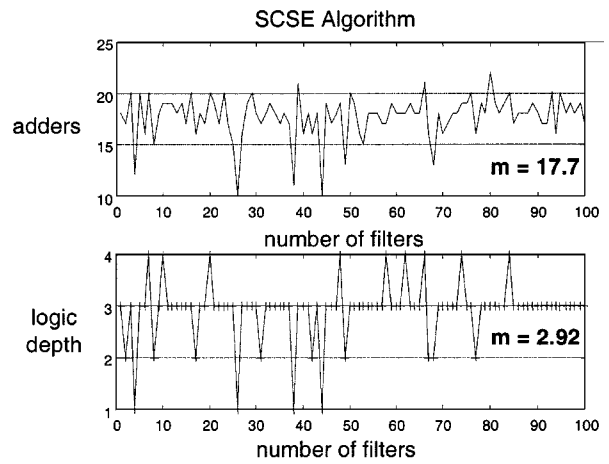 SCSE Algorithm
25
20
15
10
adders
m = 17.7
0 10 20 30 40 50 60 70 80 90 100
number of filters
4
3
2
1
logic
depth
m = 2.92
0 10 20 30 40 50 60 70 80 90 100
number of filters